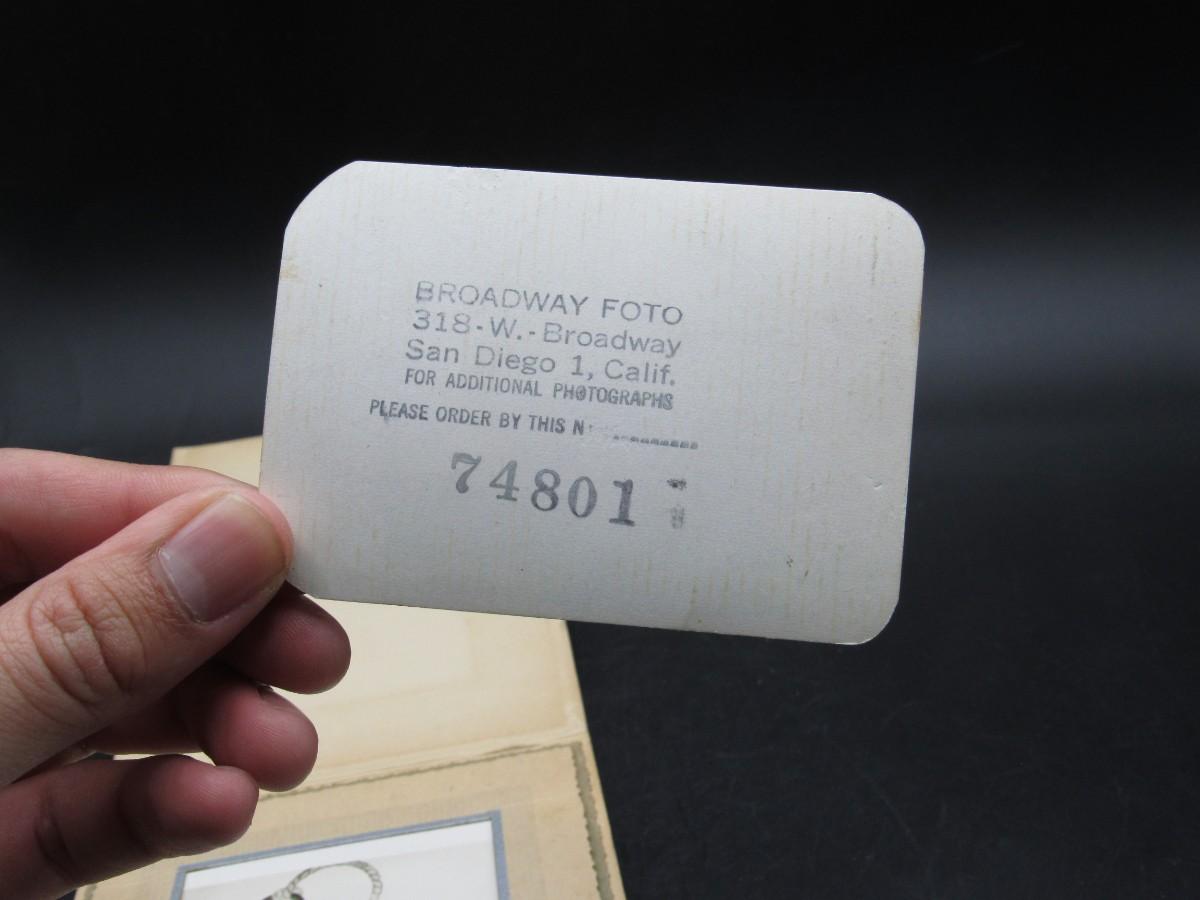 BROADWAY FOTO
318-W.-Broadway
San Diego 1, Calif.
FOR ADDITIONAL PHOTOGRAPHS
PLEASE ORDER BY THIS N
74801